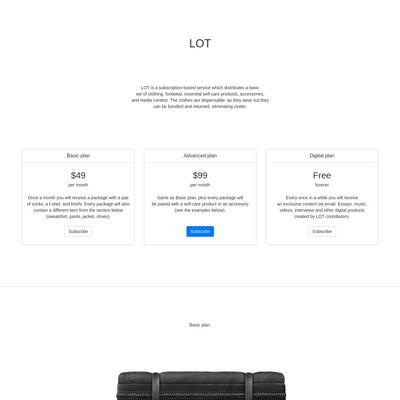 LOT
LOT is a subscription-based service which distributes a basic
set of clothing, footwear, essential self-care products, accessories,
and media content. The clothes are dispensable: as they wear out they
can be bundled and returned, eliminating clutter.
Basic plan
$49
per month
Once a month you will receive a package with a pair
of socks, a t-shirt, and briefs. Every package will also
contain a different item from the section below
(sweatshirt, pants, jacket, shoes).
Subscribe
Advanced plan
$99
per month
Same as Basic plan, plus every package will
be paired with a self-care product or an accessory
(see the examples below).
Subscribe
Digital plan
Free
forever
Every once in a while you will receive
an exclusive content via email. Essays, music,
videos, interviews and other digital products
created by LOT contributors.
Subscribe
Basic plan